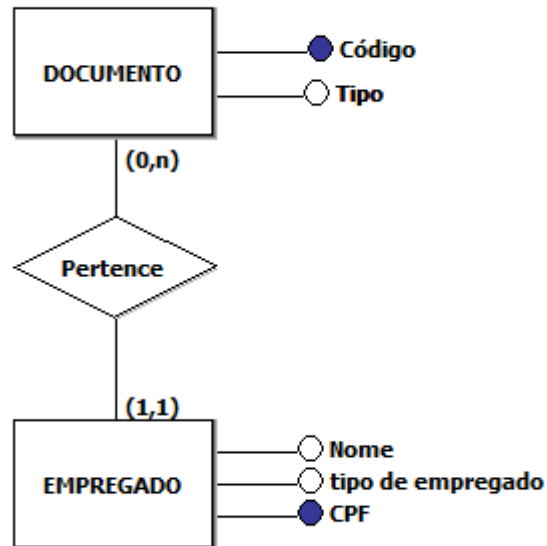 Código
DOCUMENTO
Tipo
(0,n)
Pertence
(1,1)
Nome
tipo de empregado
EMPREGADO
CPF